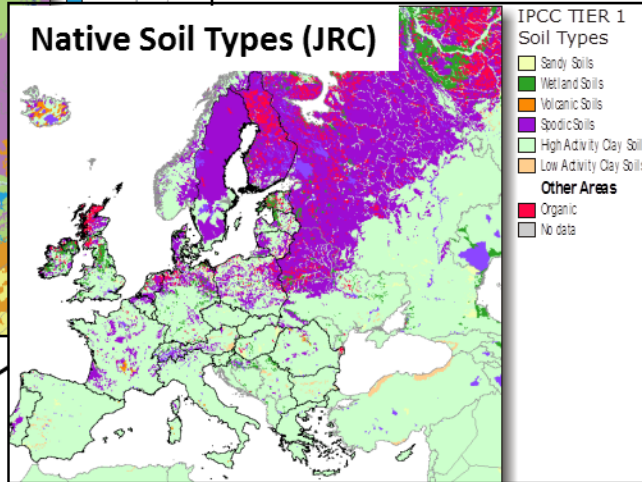 Native Soil Types (JRC)
IPCC TIER 1
Soil Types
Sandy Soils
Wetland Soils
Volcanic Soils
Spodic Soils
High Activity Clay Soil
Low Activity Clay Soils
Other Areas
Organic
No data